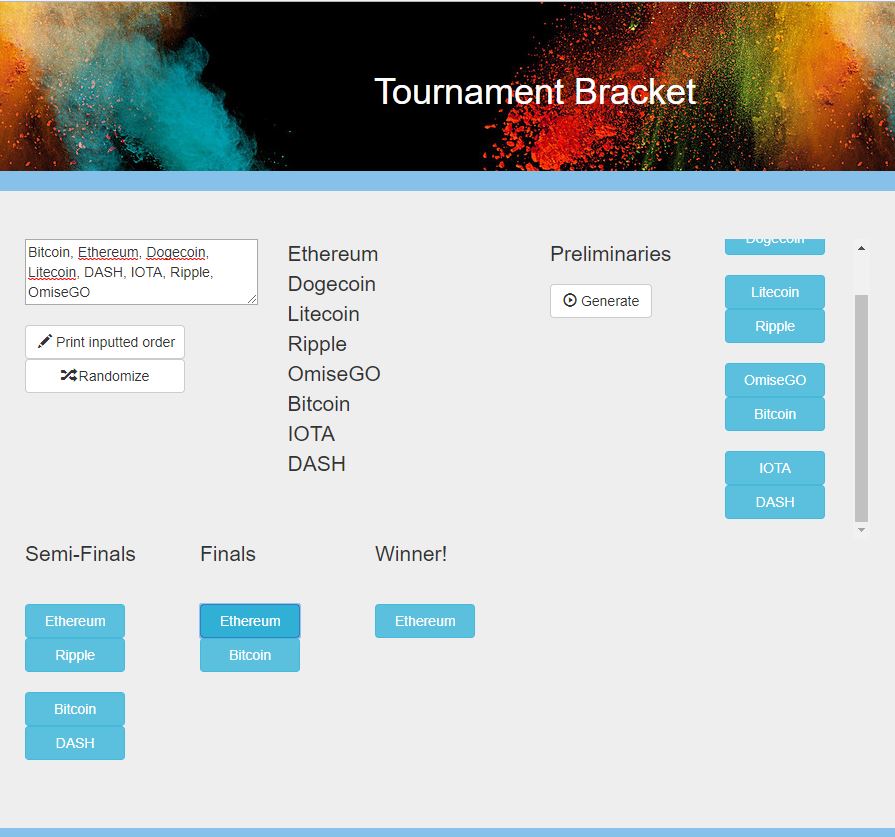 Tournament Bracket
Bitcoin, Ethereum, Dogecoin,
Litecoin, DASH, IOTA, Ripple,
OmiseGO
Print inputted order
Randomize
Ethereum
Dogecoin
Litecoin
Ripple
OmiseGO
Bitcoin
IOTA
DASH
Preliminaries
Generate
Dogecoin
Litecoin
Ripple
OmiseGO
Bitcoin
IOTA
DASH
Semi-Finals
Ethereum
Ripple
Bitcoin
DASH
Finals
Ethereum
Bitcoin
Winner!
Ethereum